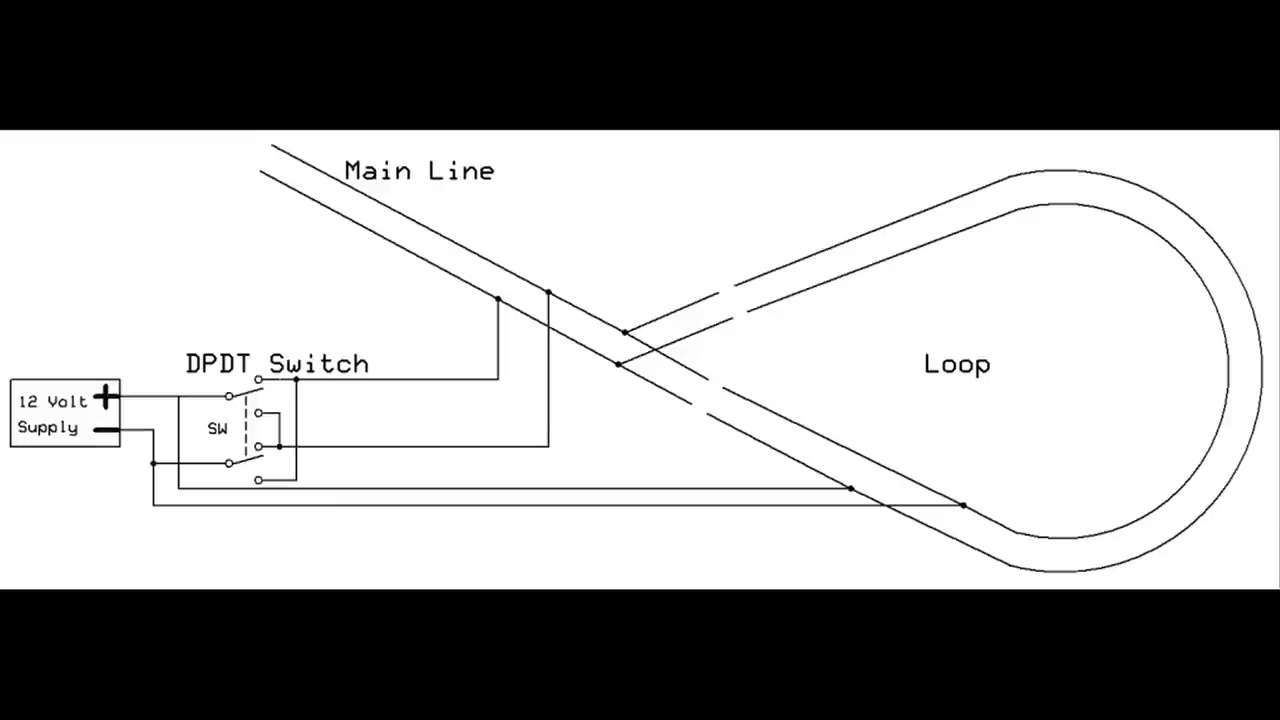 Main Line
DPDT Switch
Loop
12 Volt +
Supply -
SW